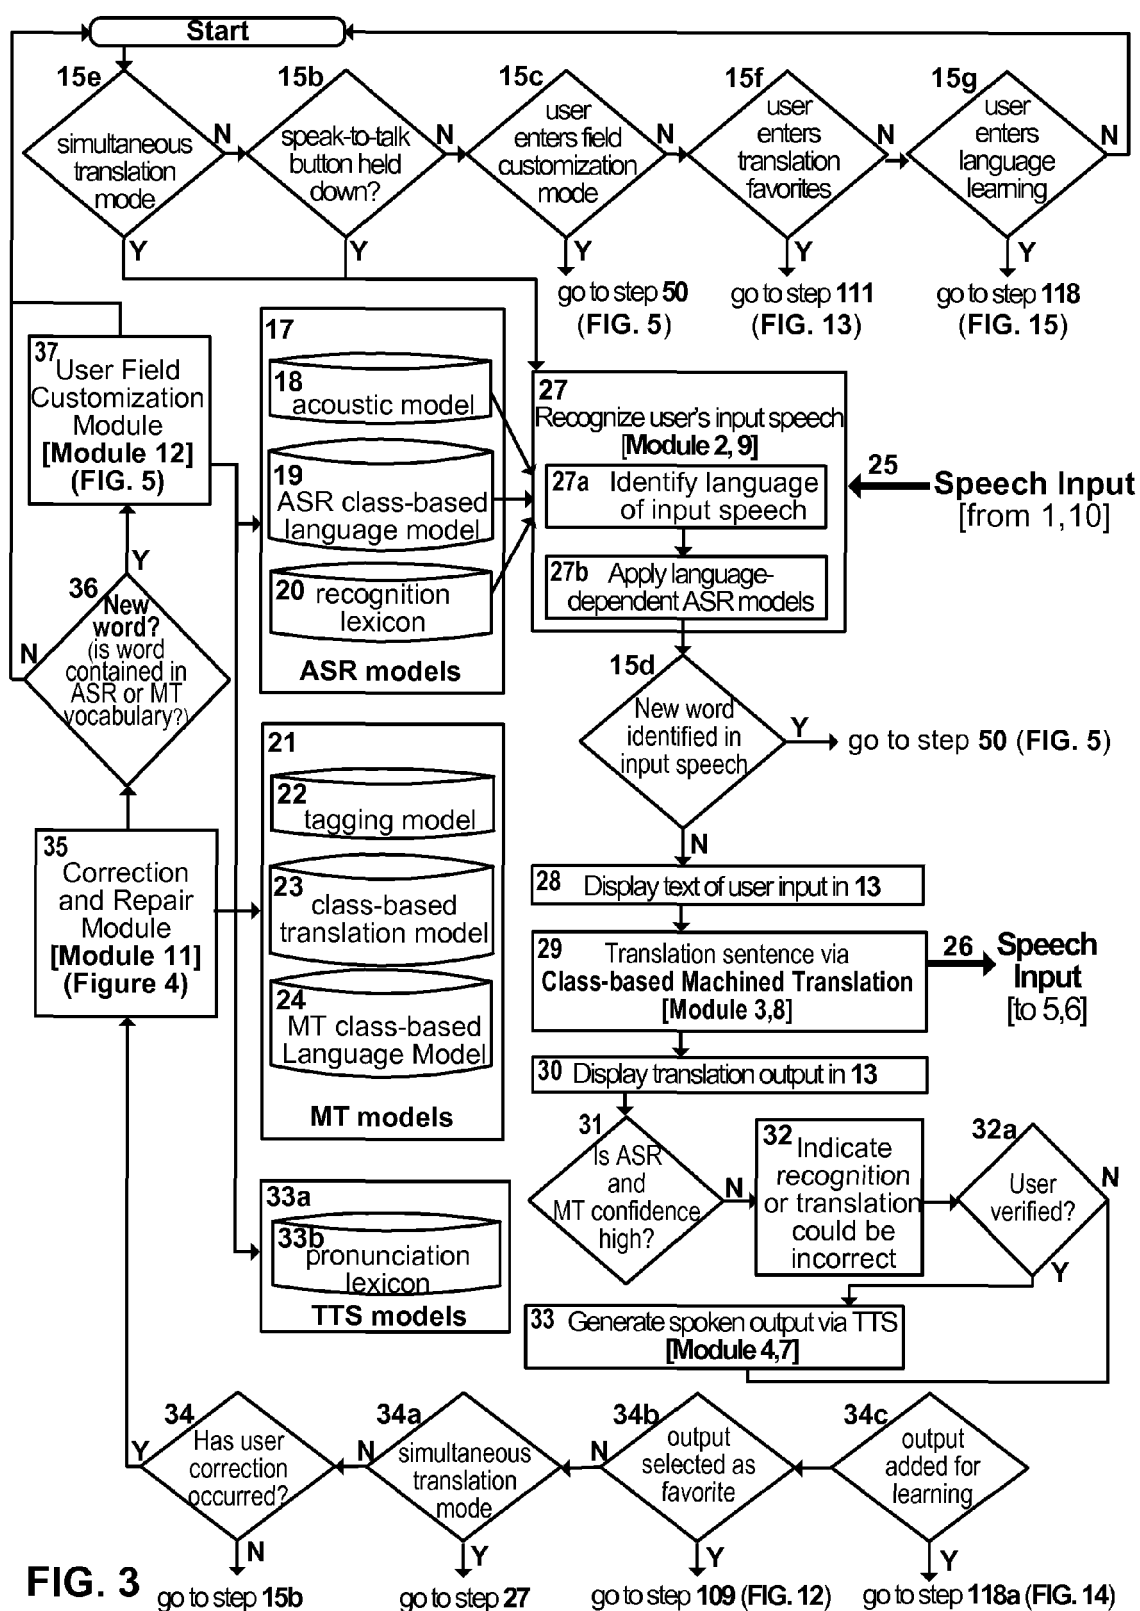 Start
15e
simultaneous
translation
mode
N
Y
15b
speak-to-talk
button held
down?
N
Y
15c
user
enters field
customization
mode
N
Y
go to step 50
(FIG. 5)
15f
user
enters
translation
favorites
N
Y
go to step 111
(FIG. 13)
15g
user
enters
language
learning
N
Y
go to step 118
(FIG. 15)
37
User Field
Customization
Module
[Module 12]
(FIG. 5)
Y
36
New
word?
(is word
contained in
ASR or MT
vocabulary?)
N
35
Correction
and Repair
Module
[Module 11]
(Figure 4)
17
18
acoustic model
19
ASR class-based
language model
20 recognition
lexicon
ASR models
21
22
tagging model
23
class-based
translation model
24
MT class-based
Language Model
MT models
33a
33b
pronunciation
lexicon
TTS models
27
Recognize user's input speech
[Module 2, 9]
27a Identify language
of input speech
27b Apply language-
dependent ASR models
25
Speech Input
[from 1,10]
15d
New word
identified in
input speech
Y
go to step 50 (FIG. 5)
N
28 Display text of user input in 13
29 Translation sentence via
Class-based Machined Translation
[Module 3,8]
26 Speech
Input
[to 5,6]
30 Display translation output in 13
31
Is ASR
and
MT confidence
high?
N
32 Indicate
recognition
or translation
could be
incorrect
32a
User
verified?
N
Y
33 Generate spoken output via TTS
[Module 4,7]
34
Has user
correction
occurred?
Y
N
go to step 15b
34a
simultaneous
translation
mode
N
Y
go to step 27
34b
output
selected as
favorite
N
Y
go to step 109 (FIG. 12)
34c
output
added for
learning
Y
go to step 118a (FIG. 14)
FIG. 3